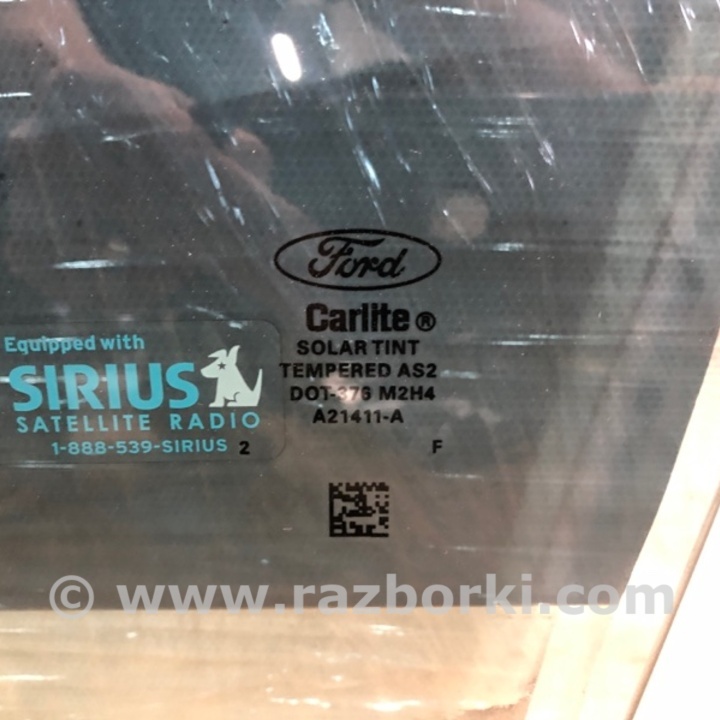 Ford
Carlite®
SOLAR TINT
TEMPERED AS2
DOT-376 M2H4
A21411-A
2 F
Equipped with
SIRIUS
SATELLITE RADIO
1-888-539-SIRIUS
© www.razborki.com